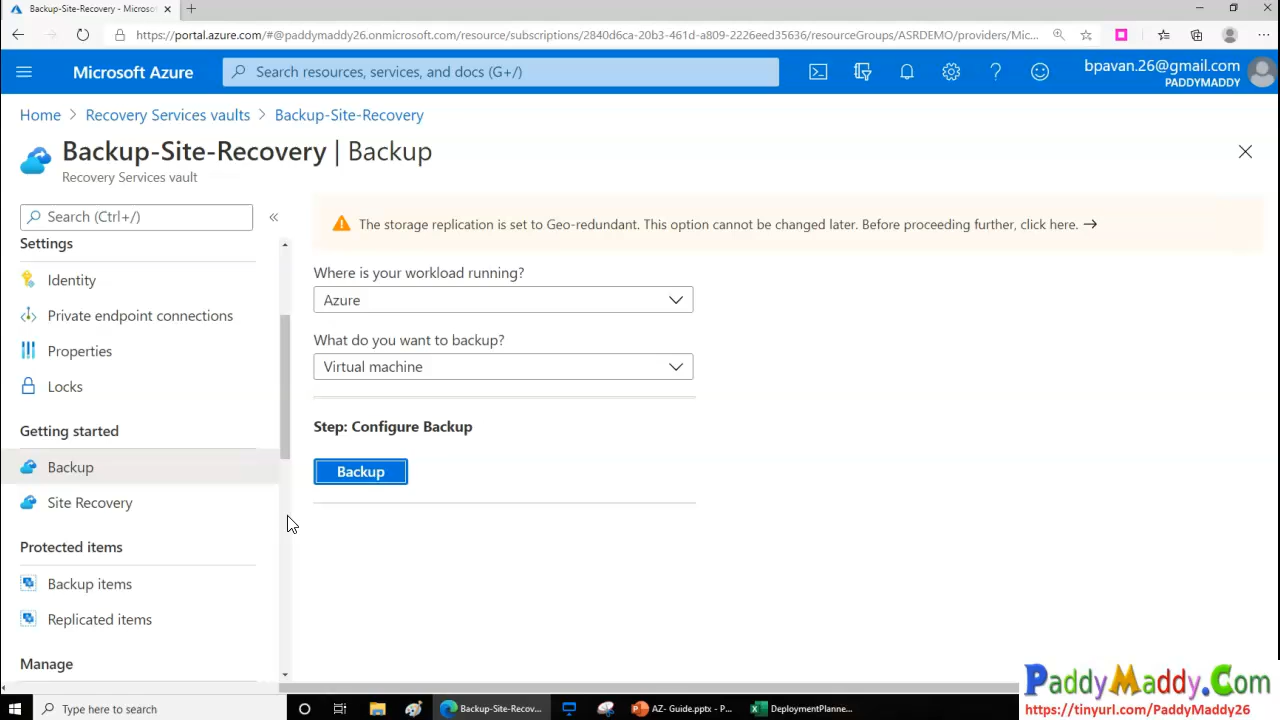 Backup-Site-Recovery - Microsof
https://portal.azure.com/#@paddymaddy26.onmicrosoft.com/resource/subscriptions/2840d6ca-20b3-461d-a809-2226eed35636/resourceGroups/ASRDEMO/providers/Mic...
Microsoft Azure
Search resources, services, and docs (G+/)
bpavan.26@gmail.com
PADDYMADDY
Home > Recovery Services vaults > Backup-Site-Recovery
Backup-Site-Recovery | Backup
Recovery Services vault
Search (Ctrl+/)
«
The storage replication is set to Geo-redundant. This option cannot be changed later. Before proceeding further, click here. →
Settings
Identity
Private endpoint connections
Properties
Locks
Getting started
Backup
Site Recovery
Protected items
Backup items
Replicated items
Manage
Where is your workload running?
Azure
What do you want to backup?
Virtual machine
Step: Configure Backup
Backup
PaddyMaddy.Com
https://tinyurl.com/PaddyMaddy26
Type here to search
Backup-Site-Recov...
AZ- Guide.pptx - P...
DeploymentPlanne...